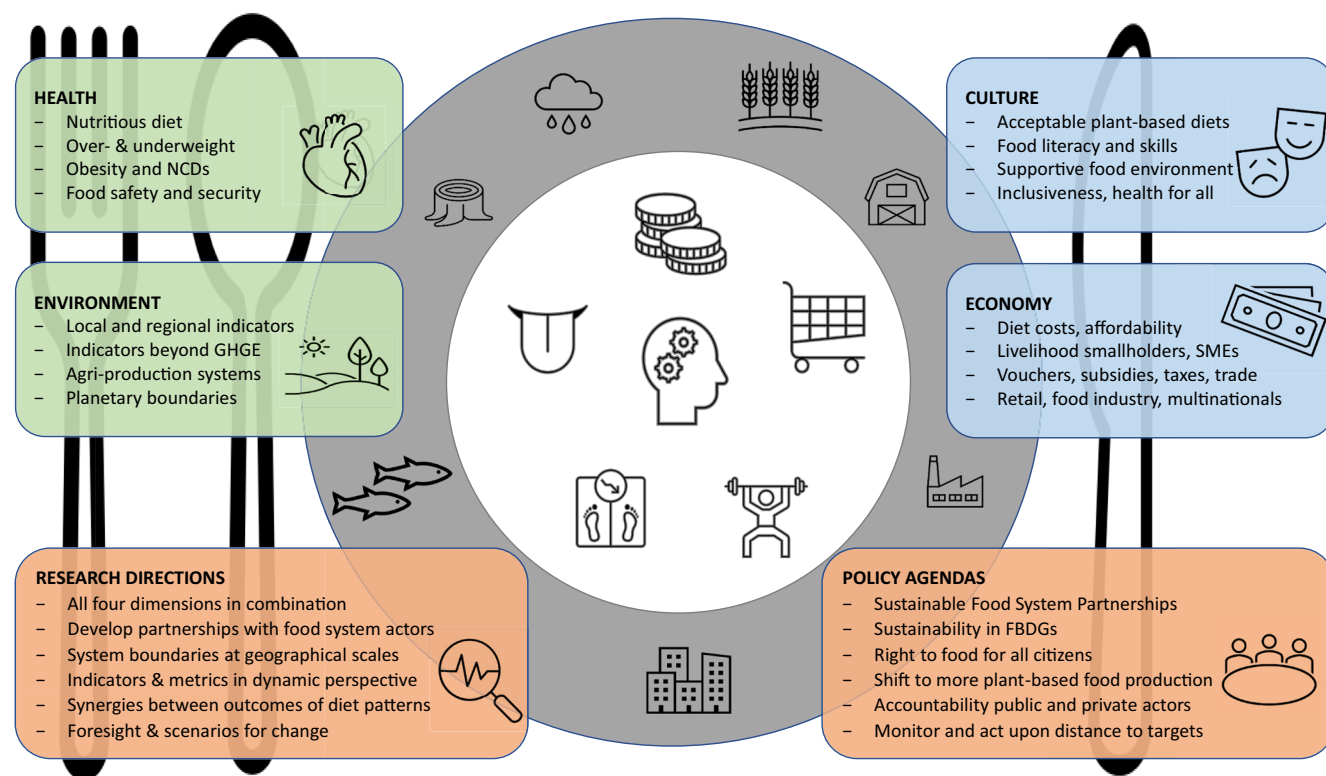 HEALTH
– Nutritious diet
– Over- & underweight
– Obesity and NCDs
– Food safety and security
ENVIRONMENT
– Local and regional indicators
– Indicators beyond GHGE
– Agri-production systems
– Planetary boundaries
RESEARCH DIRECTIONS
– All four dimensions in combination
– Develop partnerships with food system actors
– System boundaries at geographical scales
– Indicators & metrics in dynamic perspective
– Synergies between outcomes of diet patterns
– Foresight & scenarios for change
CULTURE
– Acceptable plant-based diets
– Food literacy and skills
– Supportive food environment
– Inclusiveness, health for all
ECONOMY
– Diet costs, affordability
– Livelihood smallholders, SMEs
– Vouchers, subsidies, taxes, trade
– Retail, food industry, multinationals
POLICY AGENDAS
– Sustainable Food System Partnerships
– Sustainability in FBDGs
– Right to food for all citizens
– Shift to more plant-based food production
– Accountability public and private actors
– Monitor and act upon distance to targets